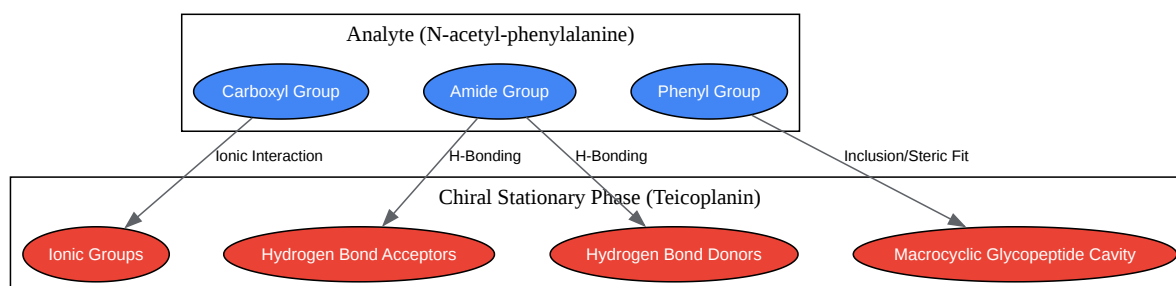 Analyte (N-acetyl-phenylalanine)
Carboxyl Group
Amide Group
Phenyl Group
Ionic Interaction
H-Bonding
H-Bonding
Inclusion/Steric Fit
Chiral Stationary Phase (Teicoplanin)
Ionic Groups
Hydrogen Bond Acceptors
Hydrogen Bond Donors
Macrocyclic Glycopeptide Cavity